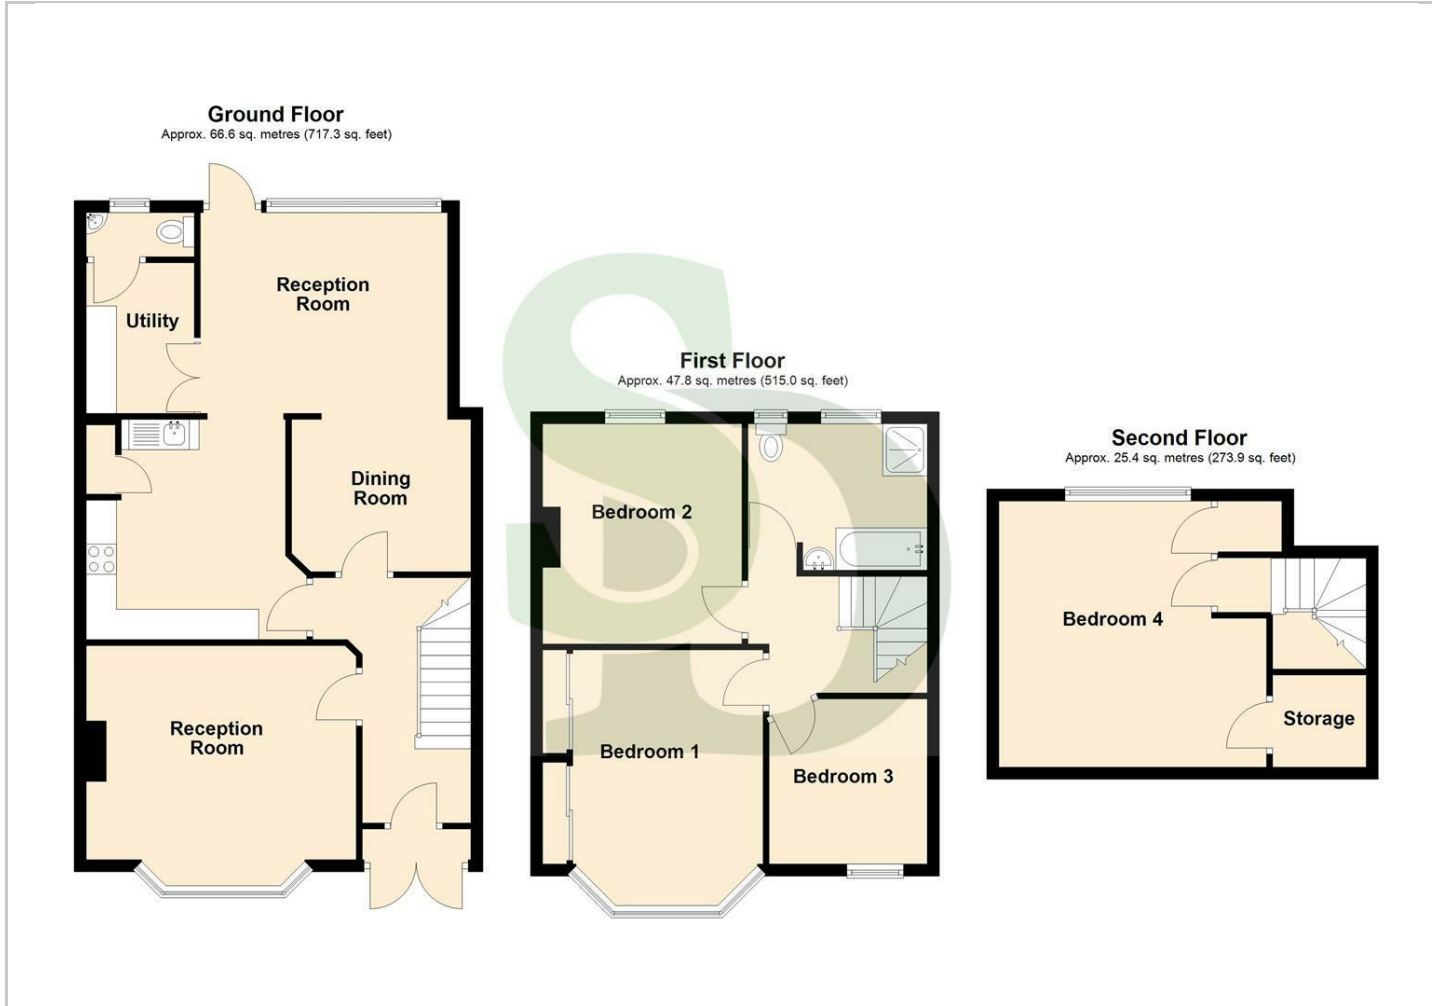 Ground Floor
Approx. 66.6 sq. metres (717.3 sq. feet)
Reception
Room
Utility
Dining
Room
Reception
Room
First Floor
Approx. 47.8 sq. metres (515.0 sq. feet)
Bedroom 2
Bedroom 1
Bedroom 3
Second Floor
Approx. 25.4 sq. metres (273.9 sq. feet)
Bedroom 4
Storage
SD